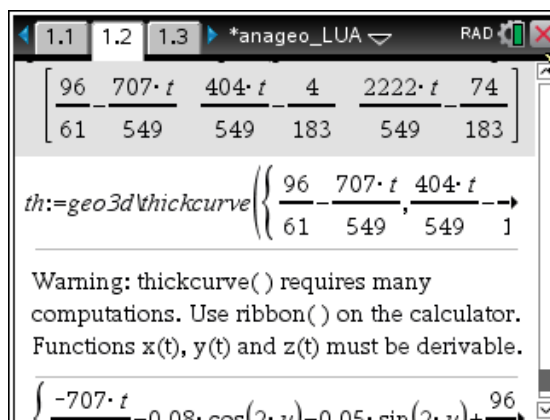 1.1 1.2 1.3 *anageo_LUA RAD
[96/61 - 707·t/549 404·t/549 - 4/183 2222·t/549 - 74/183]
th:=geo3d\thickcurve({96/61 - 707·t/549, 404·t/549 -
Warning: thickcurve( ) requires many
computations. Use ribbon( ) on the calculator.
Functions x(t), y(t) and z(t) must be derivable.
{-707·t -0.08·cos(2· -0.05·sin(2· + 96